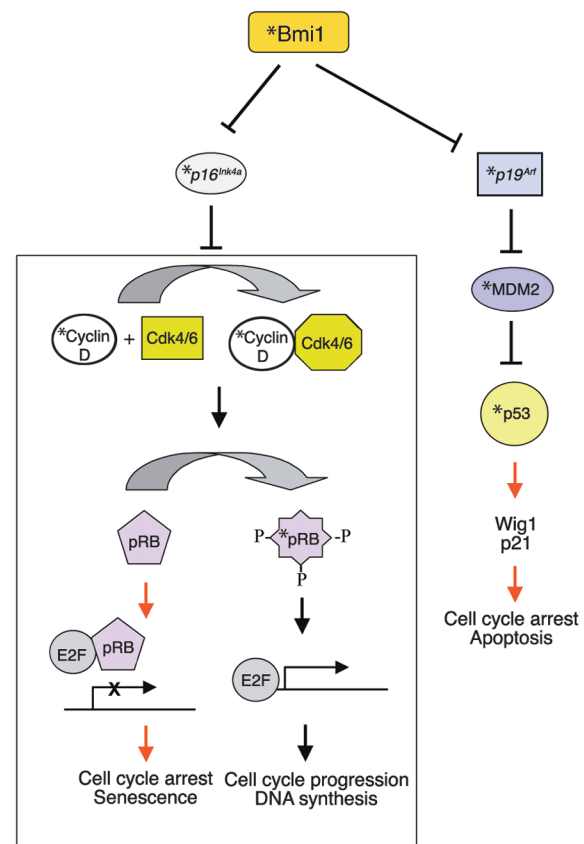 *Bmi1
*p16Ink4a
*p19Arf
*Cyclin
D
+
Cdk4/6
*Cyclin
D
Cdk4/6
*MDM2
*p53
pRB
P- *pRB -P
P
Wig1
p21
Cell cycle arrest
Apoptosis
E2F
pRB
X
E2F
Cell cycle arrest
Senescence
Cell cycle progression
DNA synthesis